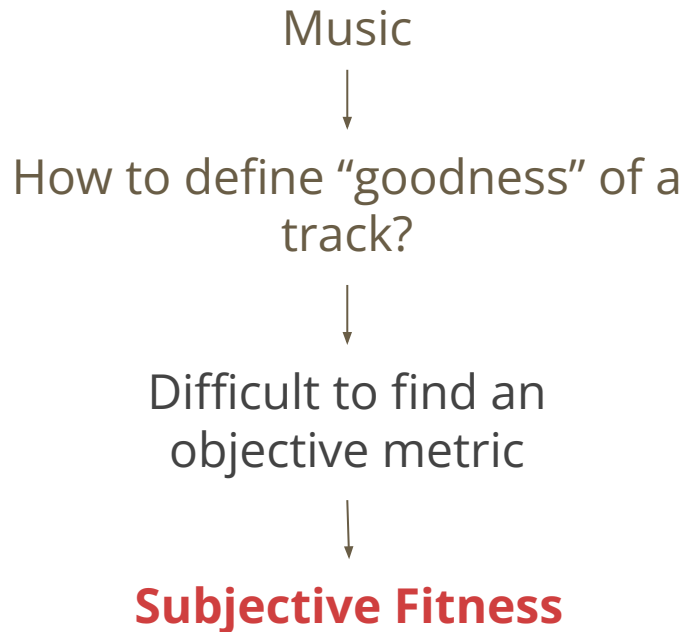 Music
How to define “goodness” of a
track?
Difficult to find an
objective metric
Subjective Fitness